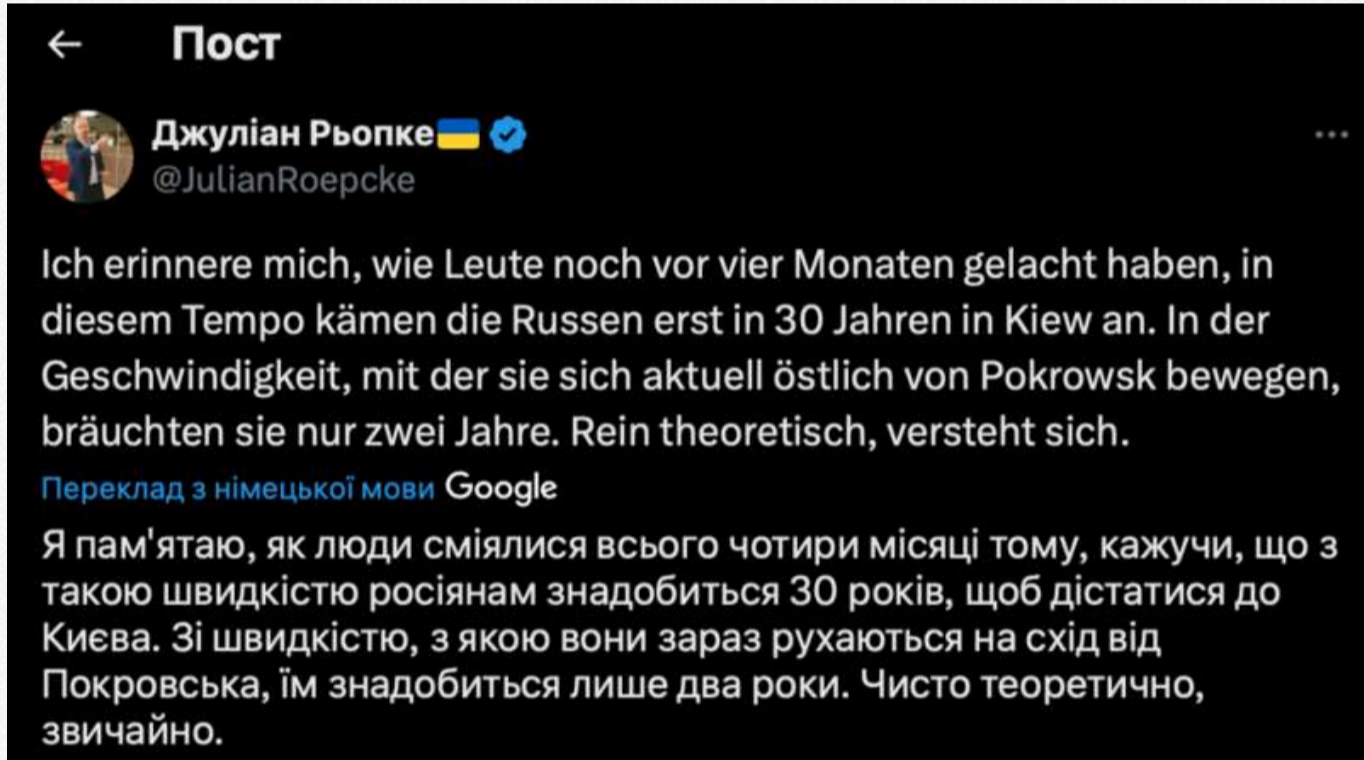 Пост
Джуліан Рьопке
@JulianRoepcke
Ich erinnere mich, wie Leute noch vor vier Monaten gelacht haben, in
diesem Tempo kämen die Russen erst in 30 Jahren in Kiew an. In der
Geschwindigkeit, mit der sie sich aktuell östlich von Pokrowsk bewegen,
bräuchten sie nur zwei Jahre. Rein theoretisch, versteht sich.
Переклад з німецької мови Google
Я пам'ятаю, як люди сміялися всього чотири місяці тому, кажучи, що з
такою швидкістю росіянам знадобиться 30 років, щоб дістатися до
Києва. Зі швидкістю, з якою вони зараз рухаються на схід від
Покровська, їм знадобиться лише два роки. Чисто теоретично,
звичайно.